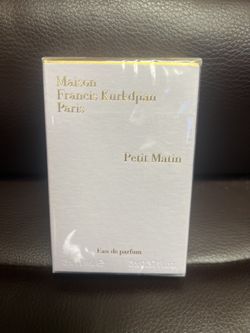 Maison
Francis Kurkdjian
Paris
Petit Matin
Eau de parfum